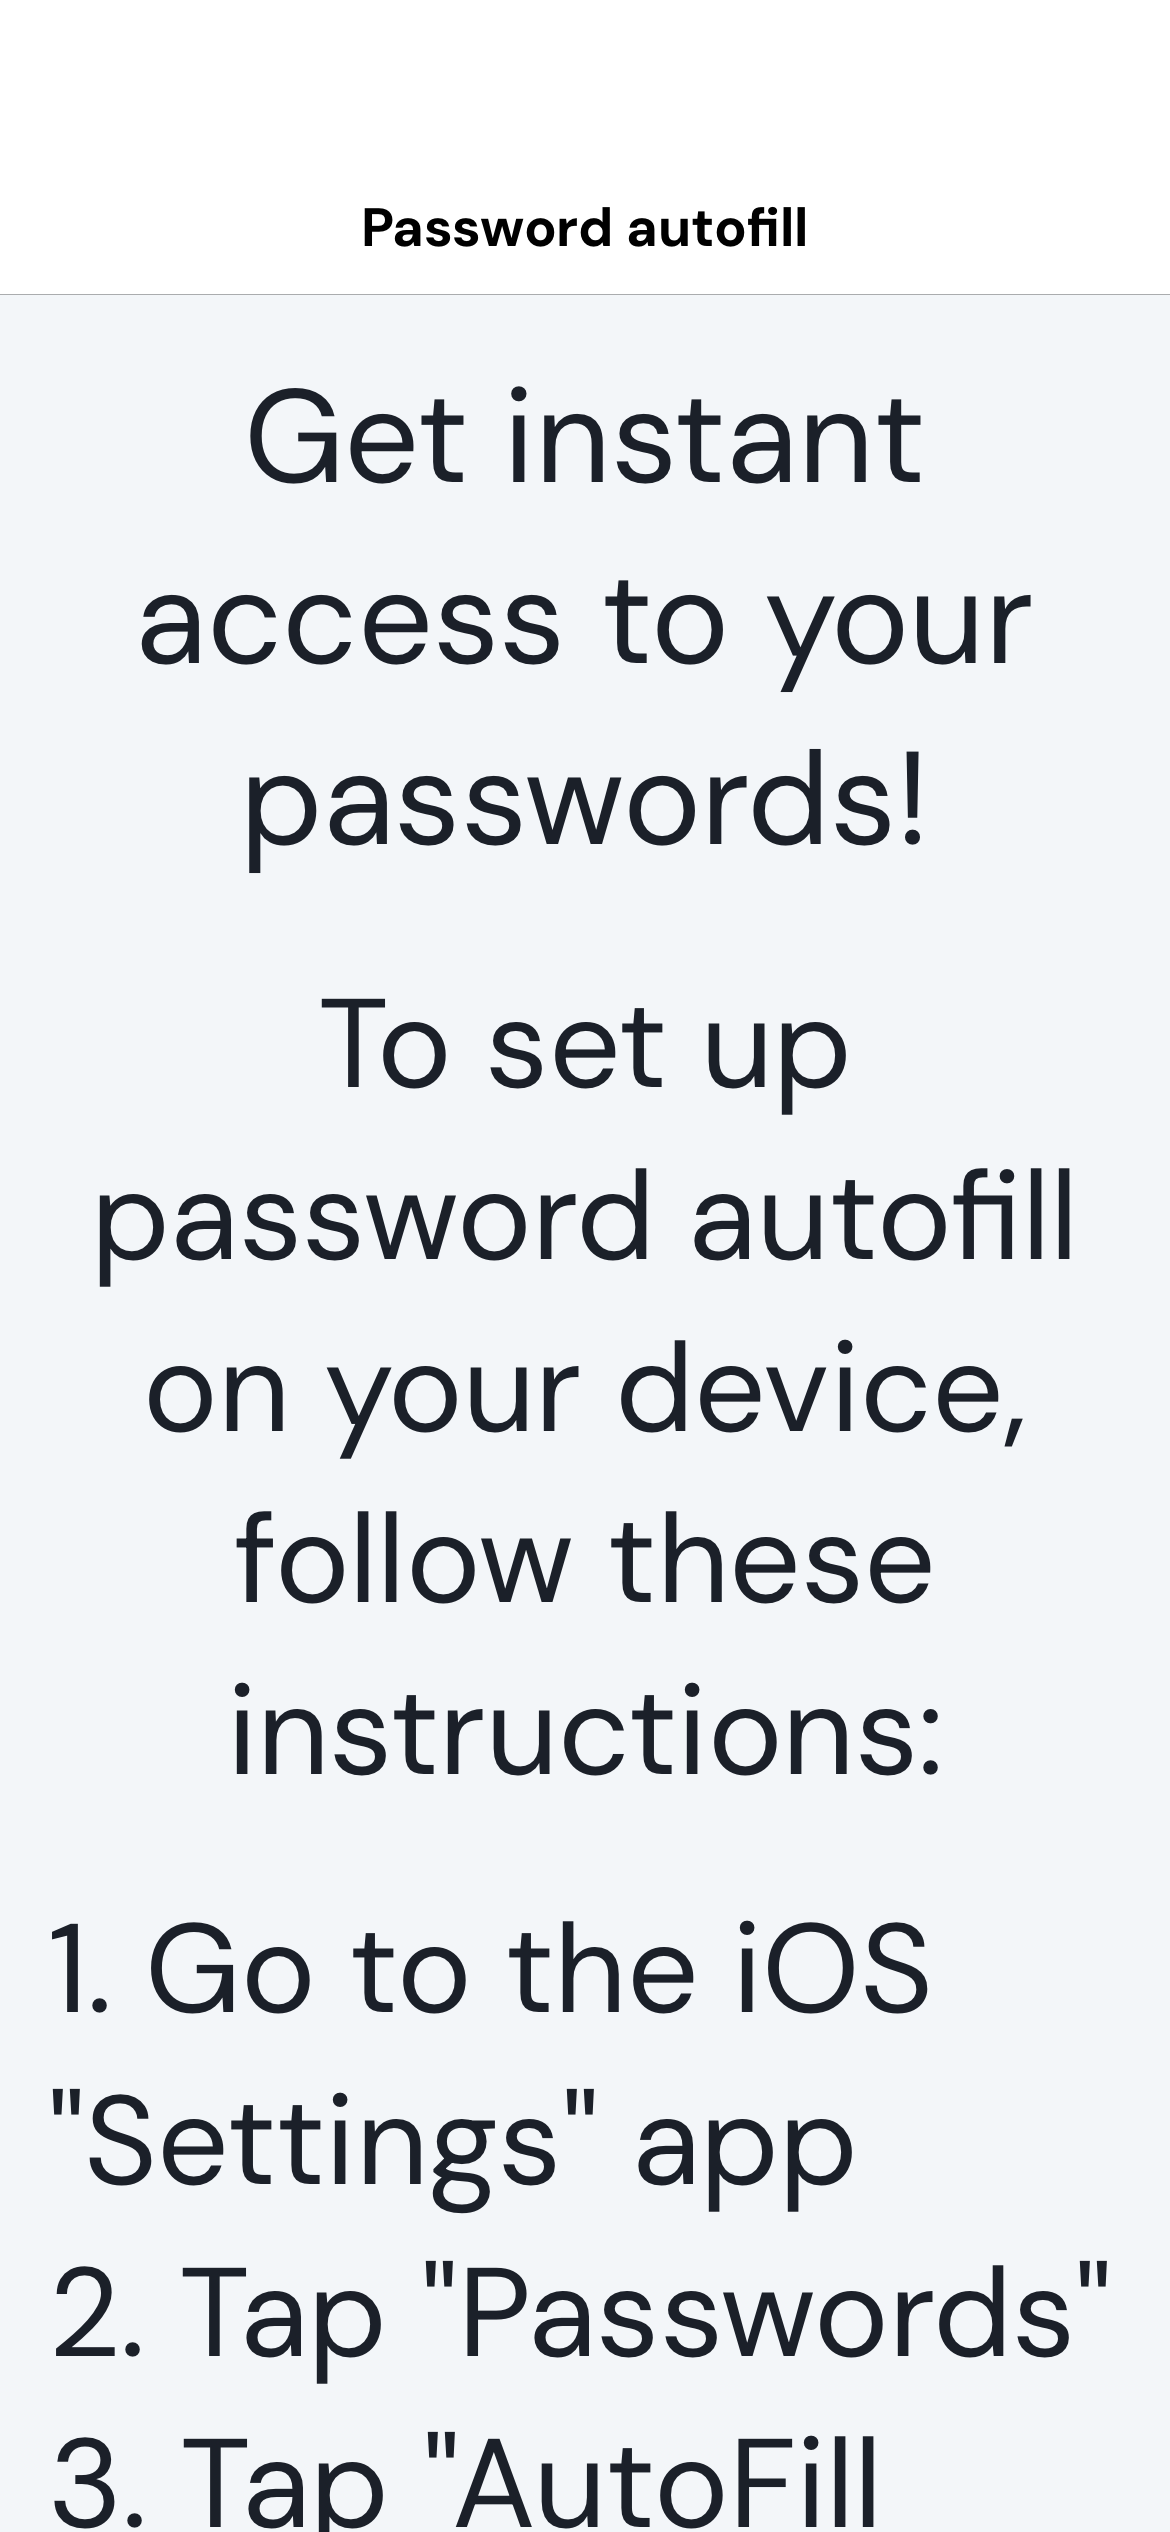 Password autofill
Get instant
access to your
passwords!
To set up
password autofill
on your device,
follow these
instructions:
1. Go to the iOS
"Settings" app
2. Tap "Passwords"
3. Tap "AutoFill